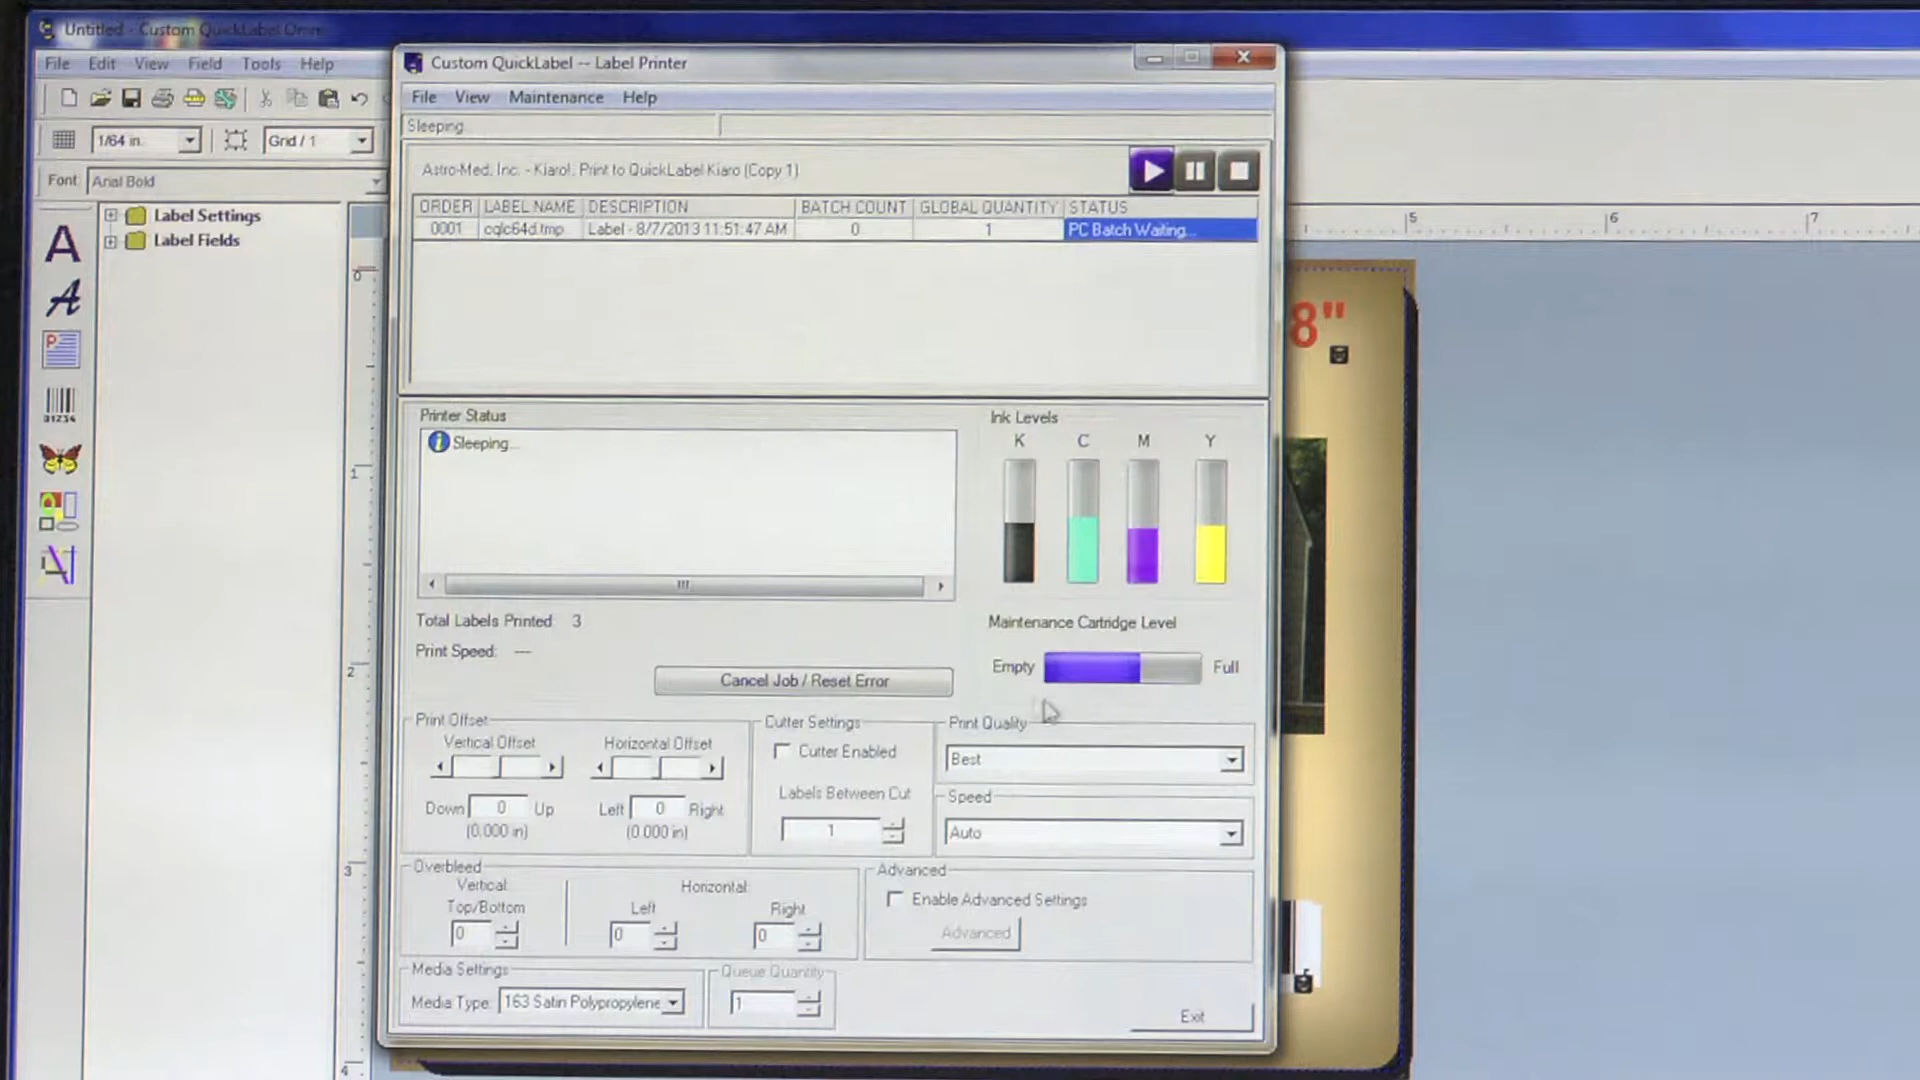 Untitled - Custom QuickLabel Omni
File Edit View Field Tools Help
1/64 in. Grid / 1
Font: Arial Bold
Label Settings
Label Fields
Custom QuickLabel -- Label Printer
File View Maintenance Help
Sleeping
Astro-Med, Inc. - Kiaro!, Print to QuickLabel Kiaro (Copy 1)
ORDER LABEL NAME DESCRIPTION BATCH COUNT GLOBAL QUANTITY STATUS
0001 cqlc64d.tmp Label - 8/7/2013 11:51:47 AM 0 1 PC Batch Waiting...
Printer Status
Sleeping...
Ink Levels
K C M Y
Total Labels Printed: 3
Print Speed: ---
Cancel Job / Reset Error
Maintenance Cartridge Level
Empty Full
Print Offset
Vertical Offset Horizontal Offset
Down 0 Up Left 0 Right
(0.000 in) (0.000 in)
Cutter Settings
Cutter Enabled
Labels Between Cut
1
Print Quality
Best
Speed
Auto
Overbleed
Vertical Horizontal
Top/Bottom Left Right
0 0 0
Advanced
Enable Advanced Settings
Advanced
Media Settings
Media Type: 163 Satin Polypropylene
Queue Quantity
1
Exit
5 6 7
0
1
2
3
4
8"
A
A
P
01234